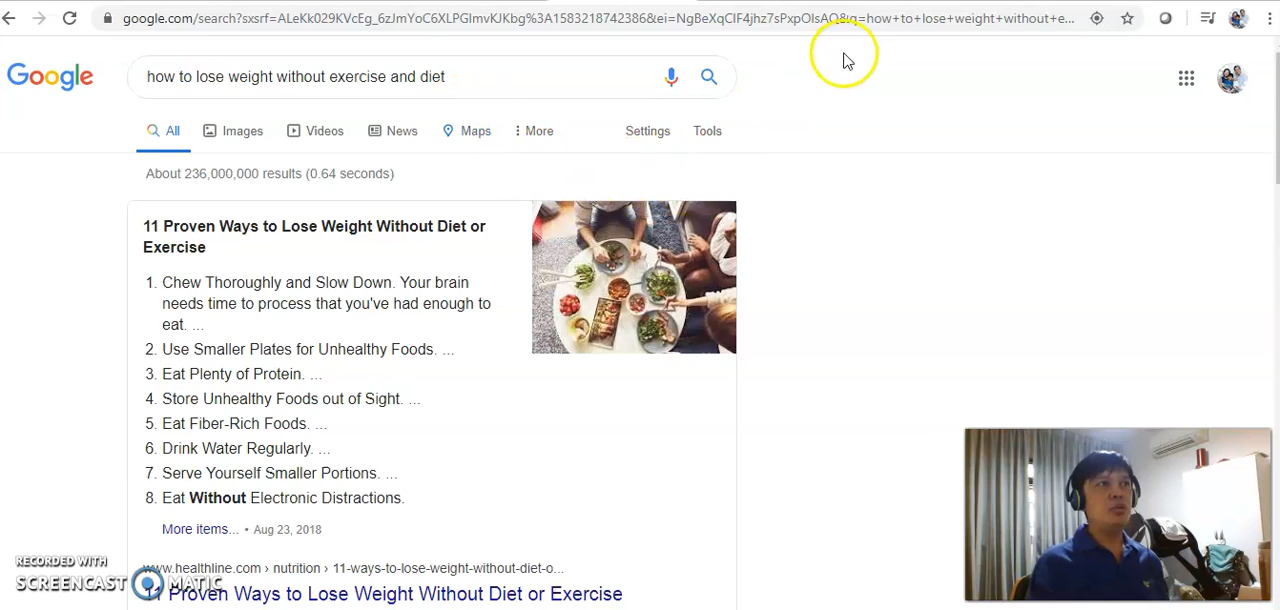 google.com/search?sxsrf=ALeKk029KVcEg_6zJmYoC6XLPGImvKJKbg%3A1583218742386&ei=NgBeXqCIF4jhz7sPxpOIsAQ&q=how+to+lose+weight+without+e...
Google
how to lose weight without exercise and diet
All Images Videos News Maps More Settings Tools
About 236,000,000 results (0.64 seconds)
11 Proven Ways to Lose Weight Without Diet or
Exercise
1. Chew Thoroughly and Slow Down. Your brain
needs time to process that you've had enough to
eat. ...
2. Use Smaller Plates for Unhealthy Foods. ...
3. Eat Plenty of Protein. ...
4. Store Unhealthy Foods out of Sight. ...
5. Eat Fiber-Rich Foods. ...
6. Drink Water Regularly. ...
7. Serve Yourself Smaller Portions. ...
8. Eat Without Electronic Distractions.
More items... • Aug 23, 2018
www.healthline.com › nutrition › 11-ways-to-lose-weight-without-diet-o...
11 Proven Ways to Lose Weight Without Diet or Exercise
RECORDED WITH
SCREENCAST MATIC